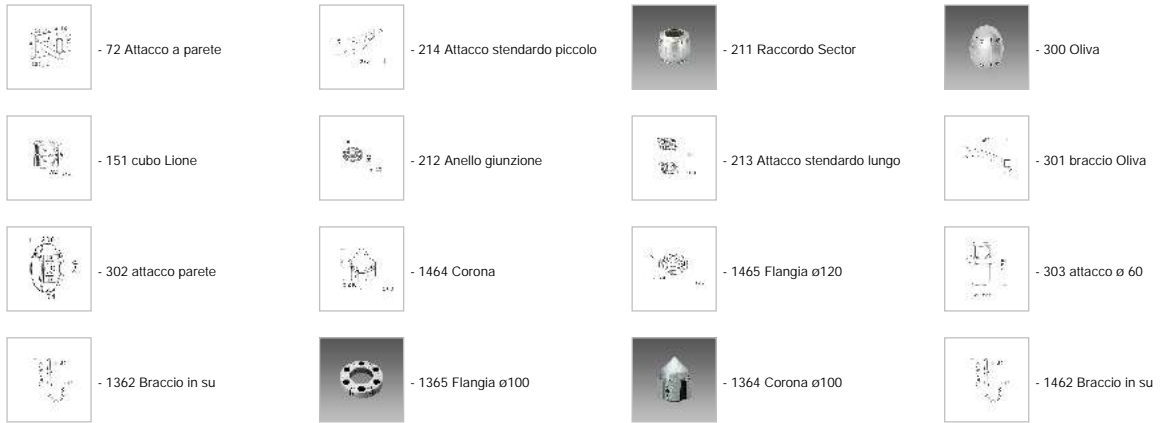 - 72 Attacco a parete
- 214 Attacco stendardo piccolo
- 211 Raccordo Sector
- 300 Oliva
- 151 cubo Lione
- 212 Anello giunzione
- 213 Attacco stendardo lungo
- 301 braccio Oliva
- 302 attacco parete
- 1464 Corona
- 1465 Flangia ø120
- 303 attacco ø 60
- 1362 Braccio in su
- 1365 Flangia ø100
- 1364 Corona ø100
- 1462 Braccio in su